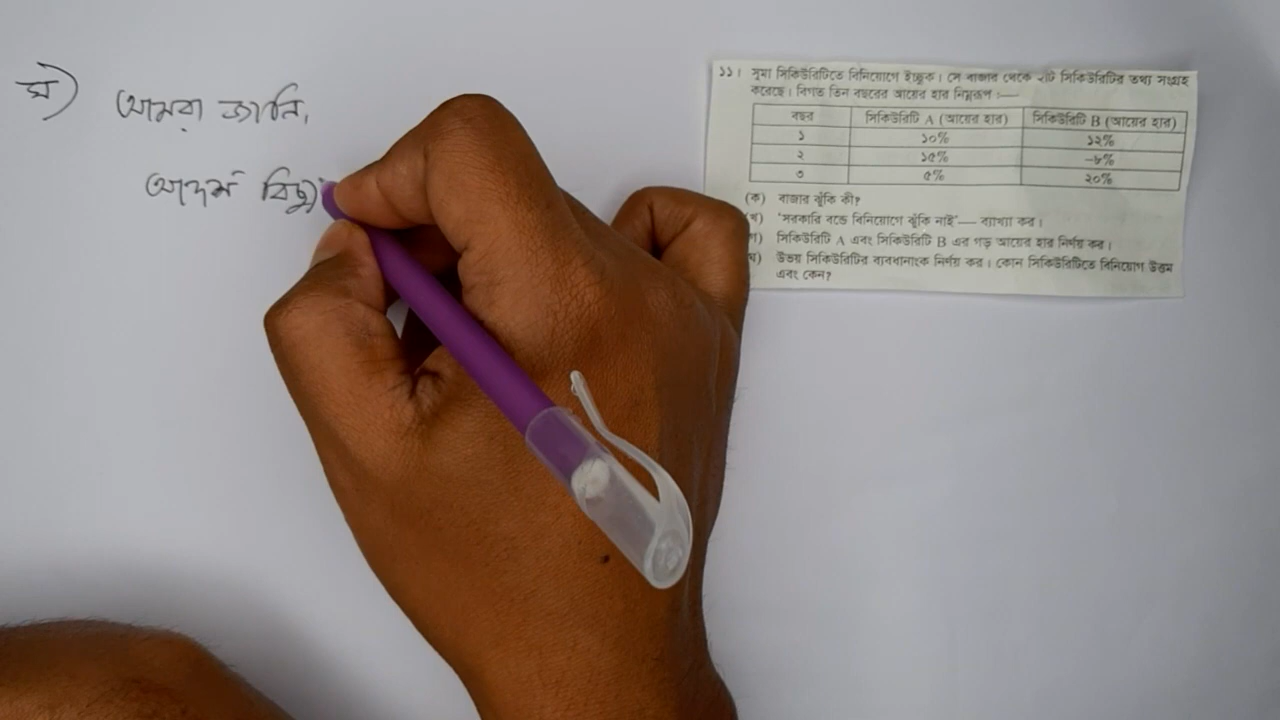 ঘ) আমরা জানি,
আদর্শ বিচ্যু
১১। সুমা সিকিউরিটিতে বিনিয়োগে ইচ্ছুক। সে বাজার থেকে ২টি সিকিউরিটির তথ্য সংগ্রহ
করেছে। বিগত তিন বছরের আয়ের হার নিম্নরূপ :—
বছর সিকিউরিটি A (আয়ের হার) সিকিউরিটি B (আয়ের হার)
১ ১০% ১২%
২ ১৫% –৮%
৩ ৫% ২০%
(ক) বাজার ঝুঁকি কী?
খ) ‘সরকারি বন্ডে বিনিয়োগে ঝুঁকি নাই’— ব্যাখ্যা কর।
গ) সিকিউরিটি A এবং সিকিউরিটি B এর গড় আয়ের হার নির্ণয় কর।
ঘ) উভয় সিকিউরিটির ব্যবধানাংক নির্ণয় কর। কোন সিকিউরিটিতে বিনিয়োগ উত্তম
এবং কেন?